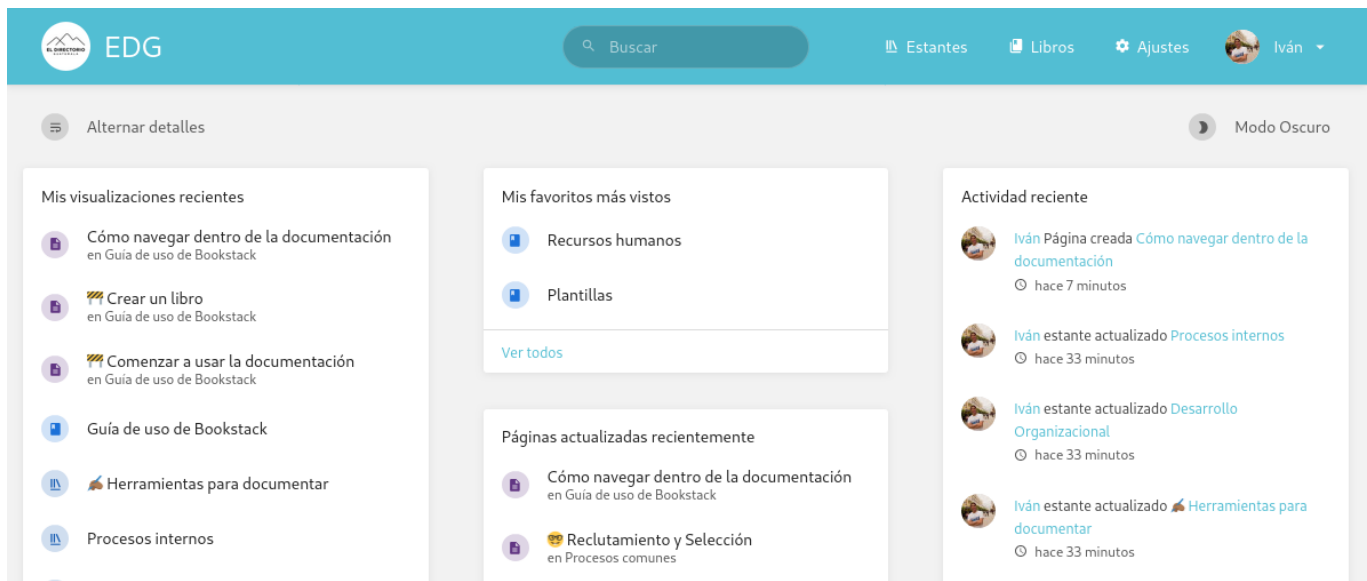 EL DIRECTORIO
EDG
Buscar
Estantes
Libros
Ajustes
Iván
Alternar detalles
Modo Oscuro
Mis visualizaciones recientes
Cómo navegar dentro de la documentación
en Guía de uso de Bookstack
🚧 Crear un libro
en Guía de uso de Bookstack
🚧 Comenzar a usar la documentación
en Guía de uso de Bookstack
Guía de uso de Bookstack
✍🏽 Herramientas para documentar
Procesos internos
Mis favoritos más vistos
Recursos humanos
Plantillas
Ver todos
Páginas actualizadas recientemente
Cómo navegar dentro de la documentación
en Guía de uso de Bookstack
🤓 Reclutamiento y Selección
en Procesos comunes
Actividad reciente
Iván Página creada Cómo navegar dentro de la
documentación
hace 7 minutos
Iván estante actualizado Procesos internos
hace 33 minutos
Iván estante actualizado Desarrollo
Organizacional
hace 33 minutos
Iván estante actualizado ✍🏽 Herramientas para
documentar
hace 33 minutos